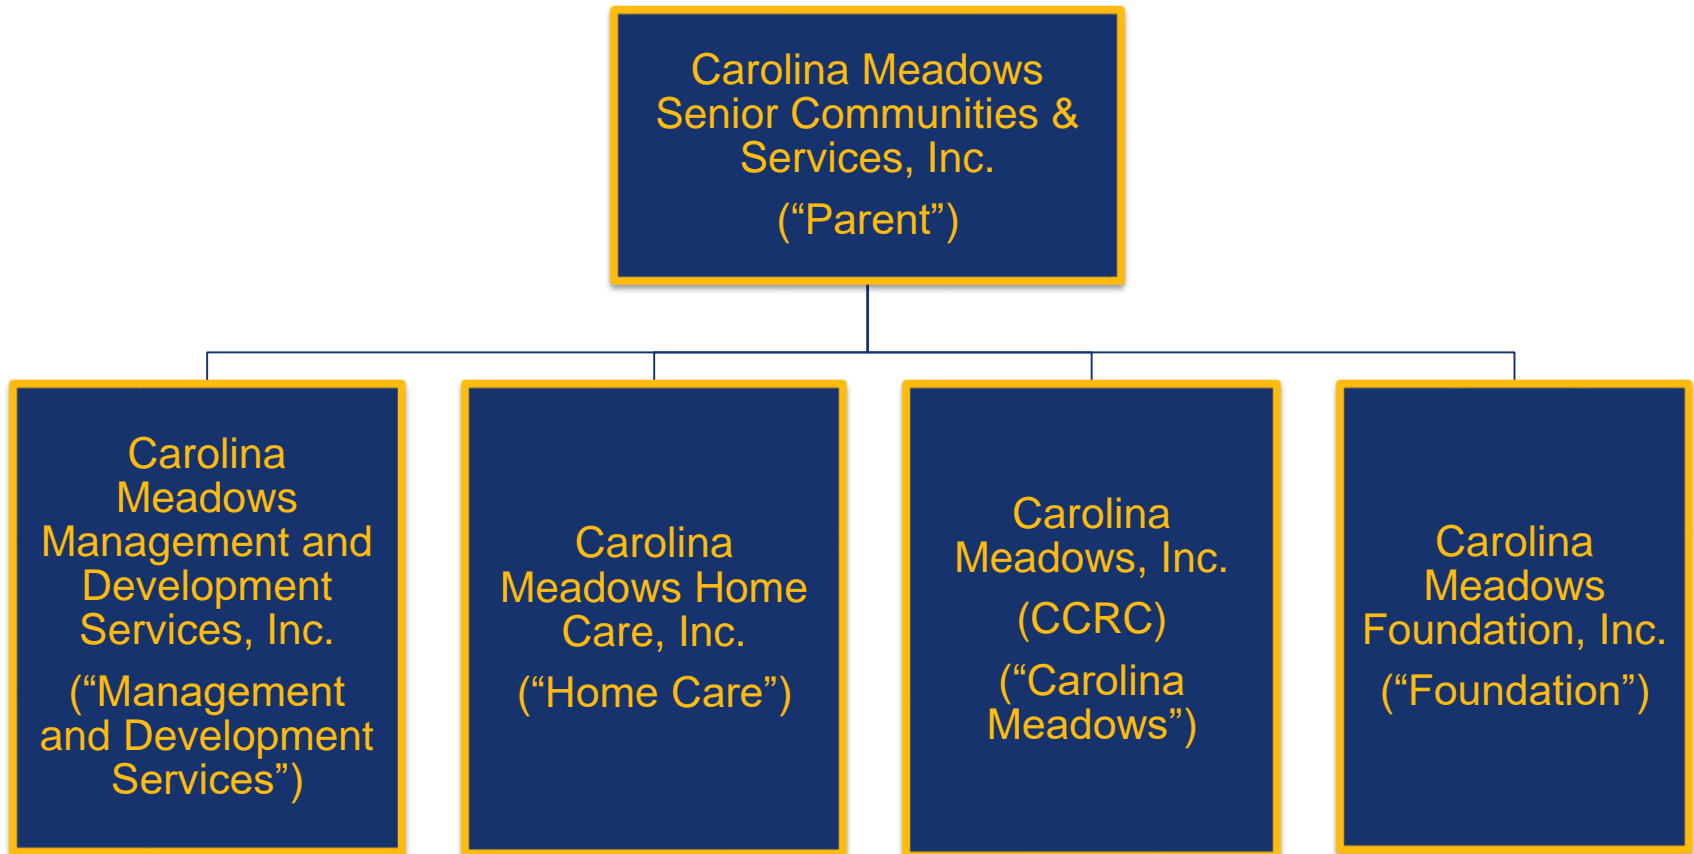 Carolina Meadows
Senior Communities &
Services, Inc.
(“Parent”)
Carolina
Meadows
Management and
Development
Services, Inc.
(“Management
and Development
Services”)
Carolina
Meadows Home
Care, Inc.
(“Home Care”)
Carolina
Meadows, Inc.
(CCRC)
(“Carolina
Meadows”)
Carolina
Meadows
Foundation, Inc.
(“Foundation”)